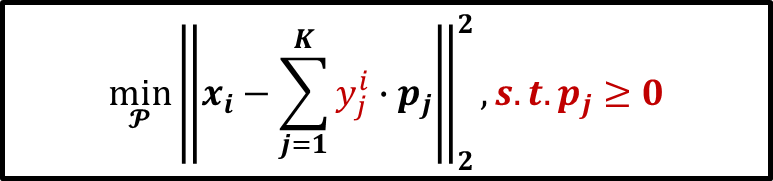 min_𝒫 ‖x_i − ∑_{j=1}^{K} y_j^i · p_j‖_2^2 , s.t. p_j ≥ 0